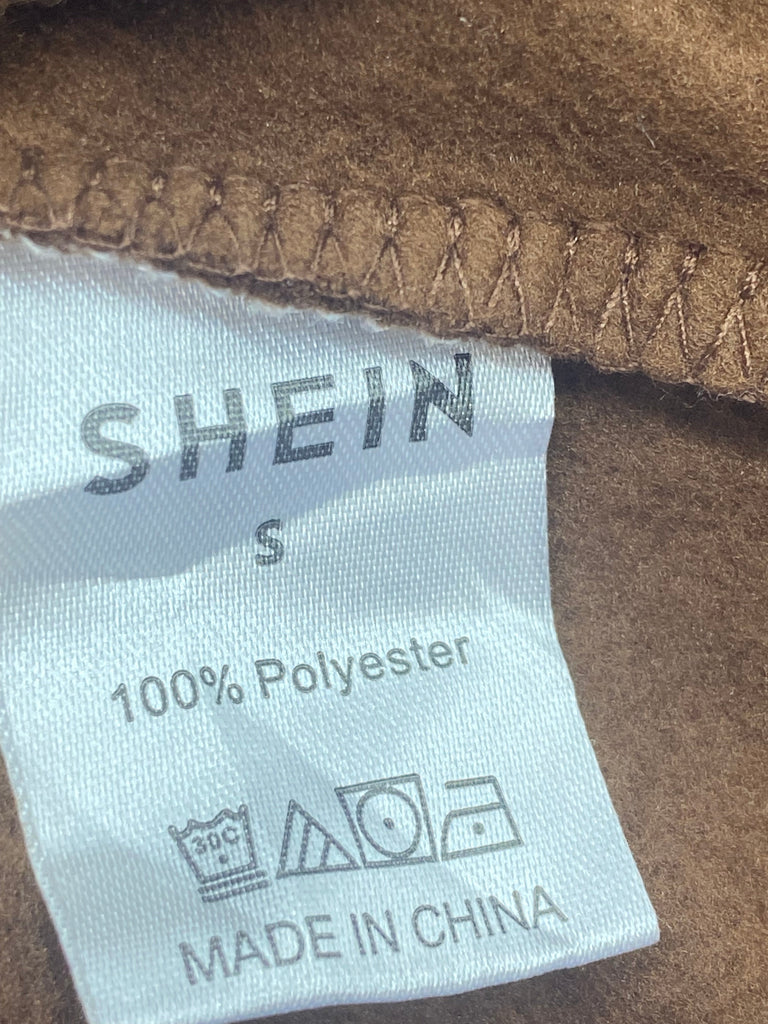 SHEIN
S
100% Polyester
30C
MADE IN CHINA